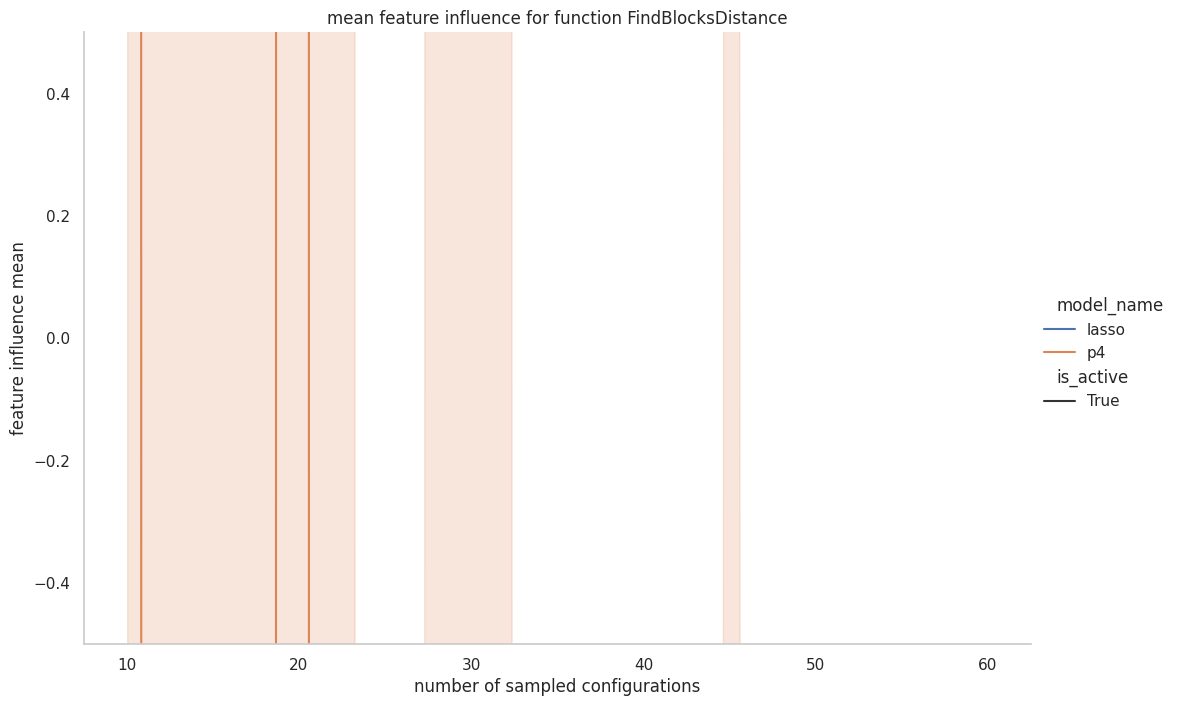 mean feature influence for function FindBlocksDistance
0.4
0.2
0.0
−0.2
−0.4
feature influence mean
10 20 30 40 50 60
number of sampled configurations
model_name
lasso
p4
is_active
True